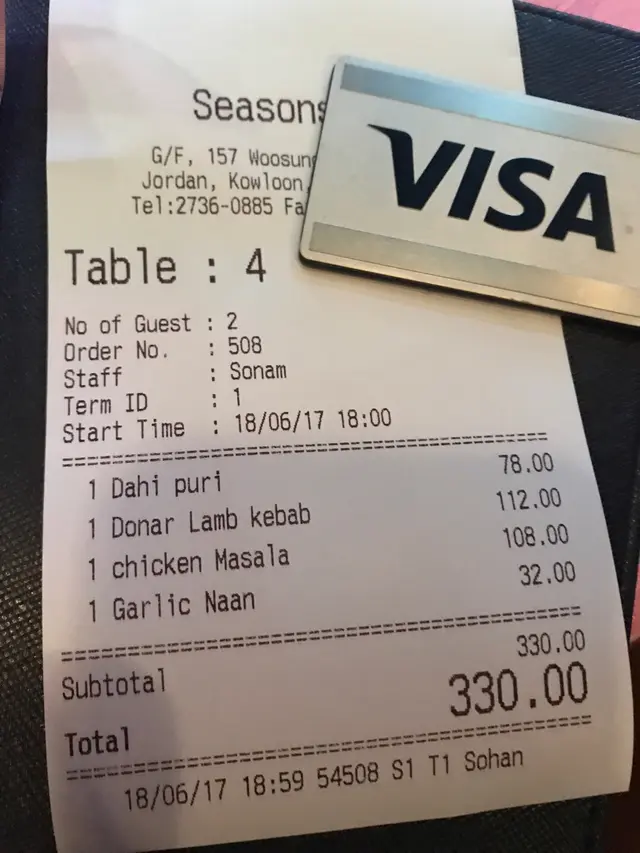 Seasons
G/F, 157 Woosung
Jordan, Kowloon,
Tel:2736-0885 Fa
VISA
Table : 4
No of Guest : 2
Order No. : 508
Staff : Sonam
Term ID : 1
Start Time : 18/06/17 18:00
1 Dahi puri 78.00
1 Donar Lamb kebab 112.00
1 chicken Masala 108.00
1 Garlic Naan 32.00
Subtotal 330.00
Total 330.00
18/06/17 18:59 54508 S1 T1 Sohan